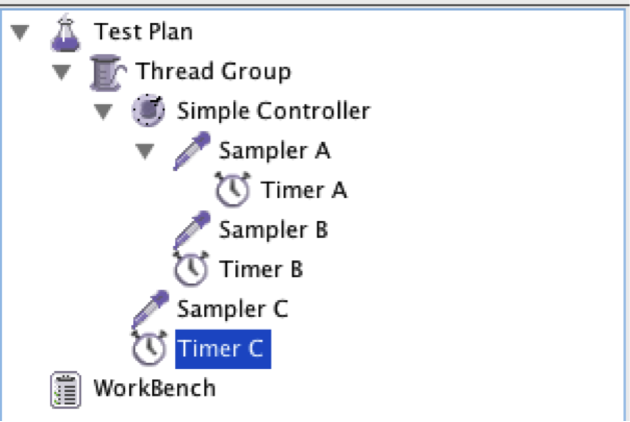 Test Plan
Thread Group
Simple Controller
Sampler A
Timer A
Sampler B
Timer B
Sampler C
Timer C
WorkBench